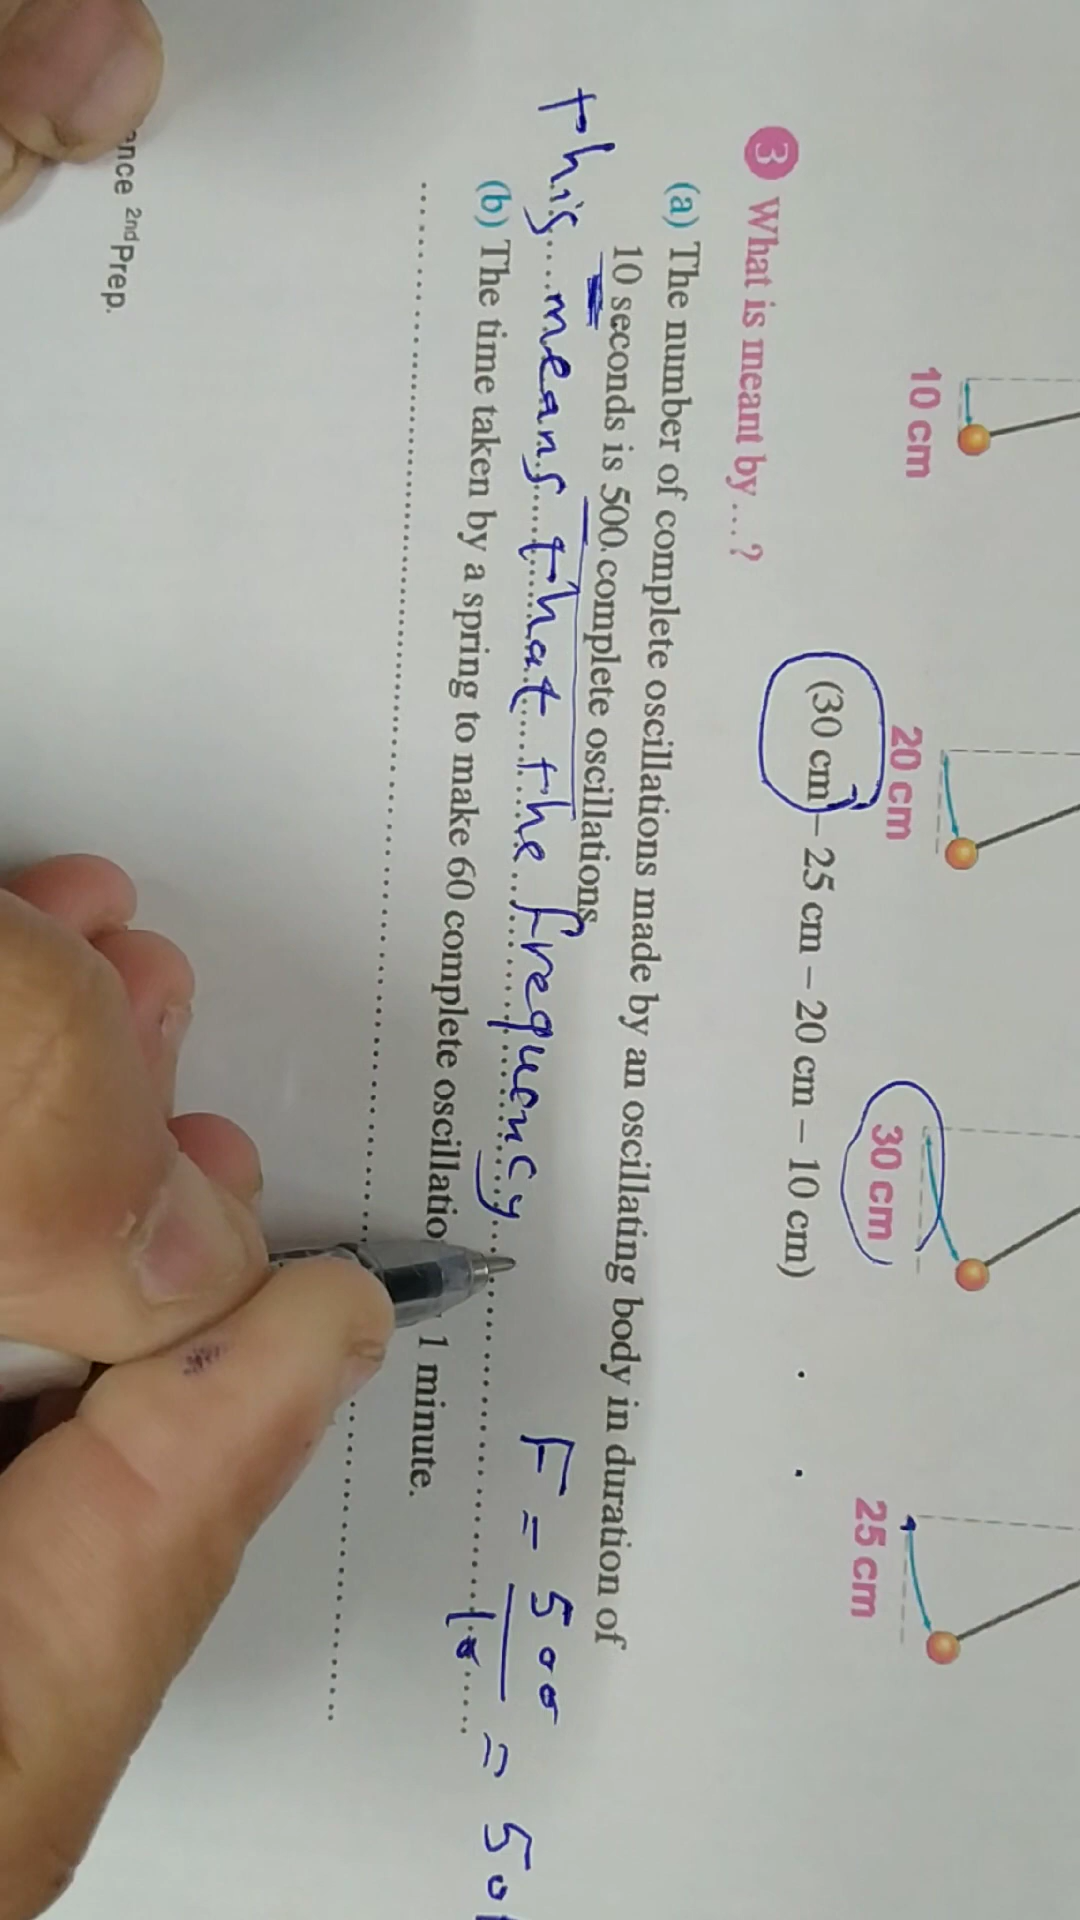 10 cm 20 cm 30 cm 25 cm
(30 cm – 25 cm – 20 cm – 10 cm)
3 What is meant by ...?
(a) The number of complete oscillations made by an oscillating body in duration of
10 seconds is 500 complete oscillations.
this means that the frequency F = 500/10 = 50
(b) The time taken by a spring to make 60 complete 1 minute.
2nd Prep.